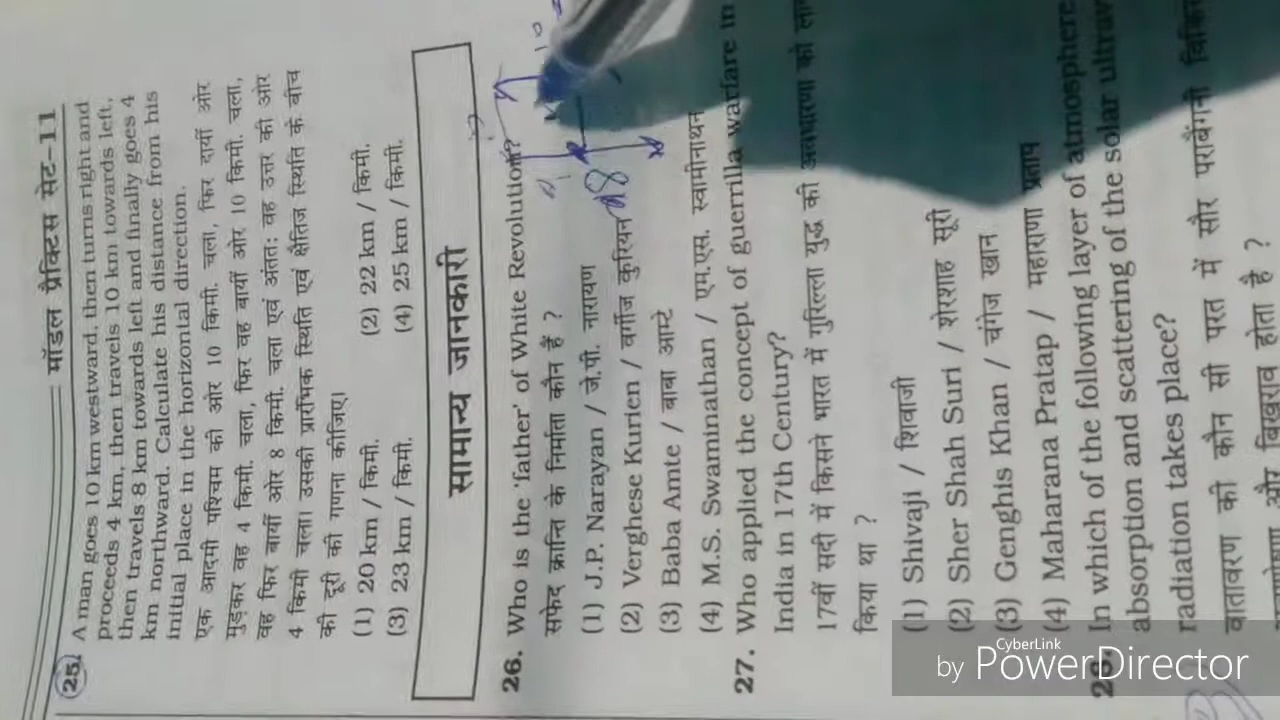 मॉडल प्रैक्टिस सेट-11
25. A man goes 10 km westward, then turns right and
proceeds 4 km, then travels 10 km towards left,
then travels 8 km towards left and finally goes 4
km northward. Calculate his distance from his
initial place in the horizontal direction.
एक आदमी पश्चिम की ओर 10 किमी. चला, फिर दायीं ओर
मुड़कर वह 4 किमी. चला, फिर वह बायीं ओर 10 किमी. चला,
वह फिर बायीं ओर 8 किमी. चला एवं अंततः वह उत्तर की ओर
4 किमी चला। उसकी प्रारंभिक स्थिति एवं क्षैतिज स्थिति के बीच
की दूरी की गणना कीजिए।
(1) 20 km / किमी. (2) 22 km / किमी.
(3) 23 km / किमी. (4) 25 km / किमी.
सामान्य जानकारी
26. Who is the 'father' of White Revolution?
सफेद क्रान्ति के निर्माता कौन हैं ?
(1) J.P. Narayan / जे.पी. नारायण
(2) Verghese Kurien / वर्गीज कुरियन
(3) Baba Amte / बाबा आम्टे
(4) M.S. Swaminathan / एम.एस. स्वामीनाथन
27. Who applied the concept of guerrilla warfare in
India in 17th Century?
17वीं सदी में किसने भारत में गुरिल्ला युद्ध की अवधारणा को
किया था ?
(1) Shivaji / शिवाजी
(2) Sher Shah Suri / शेरशाह सूरी
(3) Genghis Khan / चंगेज खान
(4) Maharana Pratap / महाराणा प्रताप
In which of the following layer of atmosphere
absorption and scattering of the solar
radiation takes place?
वातावरण की कौन सी परत में सौर पराबैंगनी
और बिखराव होता है ?
by CyberLink PowerDirector